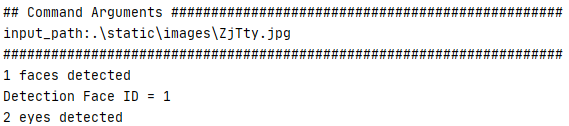 ## Command Arguments #################################################
input_path:.\static\images\ZjTty.jpg
######################################################################
1 faces detected
Detection Face ID = 1
2 eyes detected